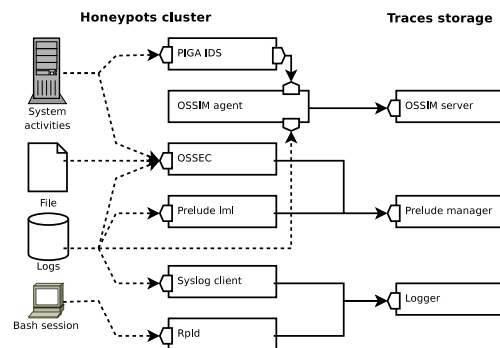 Honeypots cluster
Traces storage
PIGA IDS
OSSIM agent
OSSIM server
System
activities
OSSEC
File
Prelude lml
Prelude manager
Logs
Syslog client
Logger
Bash session
Rpld